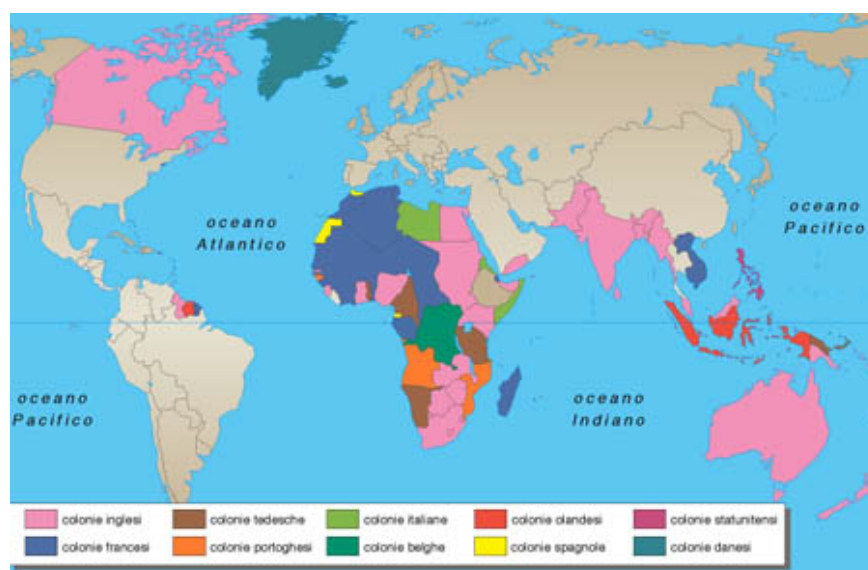 oceano
Pacifico
oceano
Atlantico
oceano
Pacifico
oceano
Indiano
colonie inglesi
colonie tedesche
colonie italiane
colonie olandesi
colonie statunitensi
colonie francesi
colonie portoghesi
colonie belghe
colonie spagnole
colonie danesi